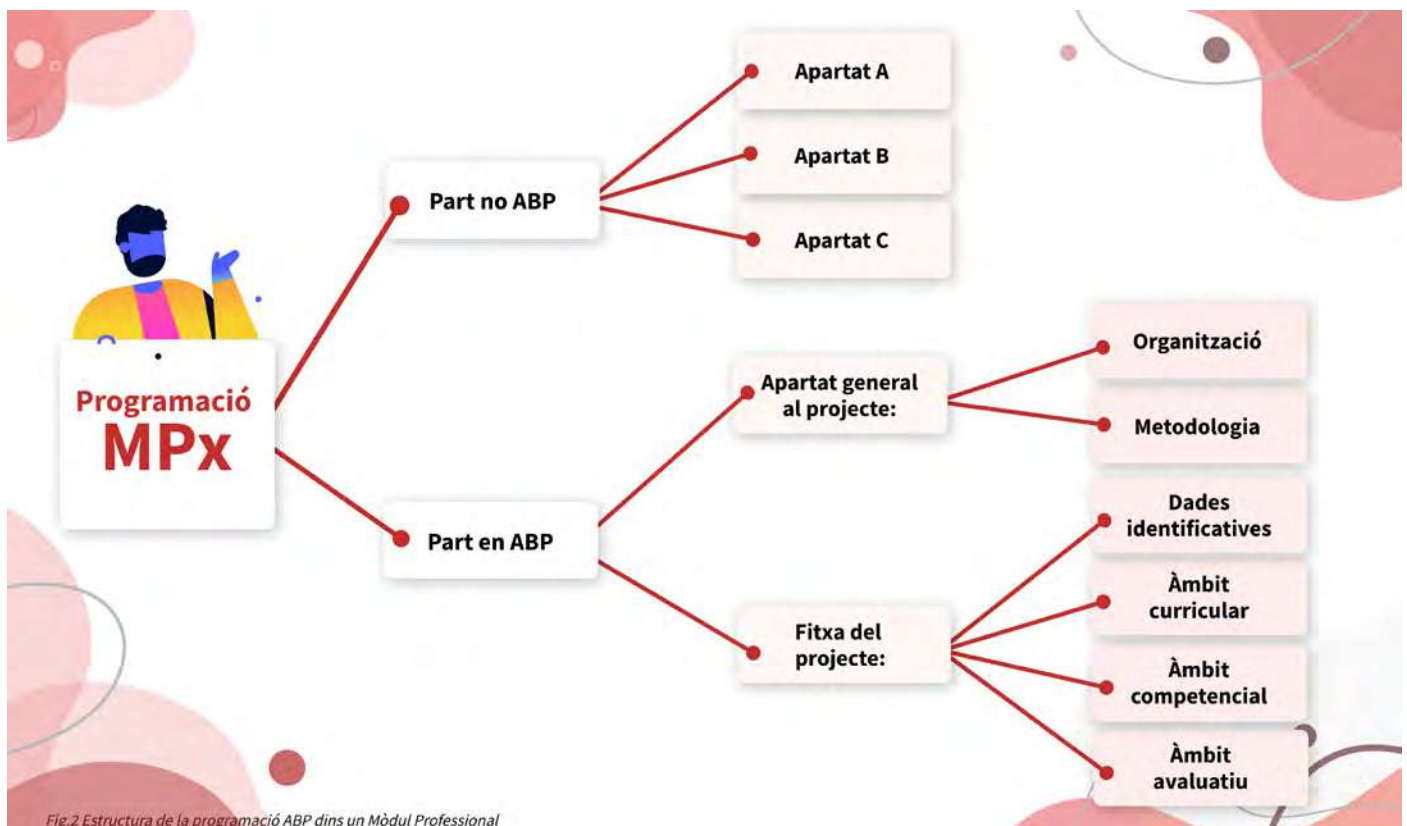 Programació
MPx
Part no ABP
Apartat A
Apartat B
Apartat C
Part en ABP
Apartat general
al projecte:
Organització
Metodologia
Fitxa del
projecte:
Dades
identificatives
Àmbit
curricular
Àmbit
competencial
Àmbit
avaluatiu
Fig.2 Estructura de la programació ABP dins un Mòdul Professional